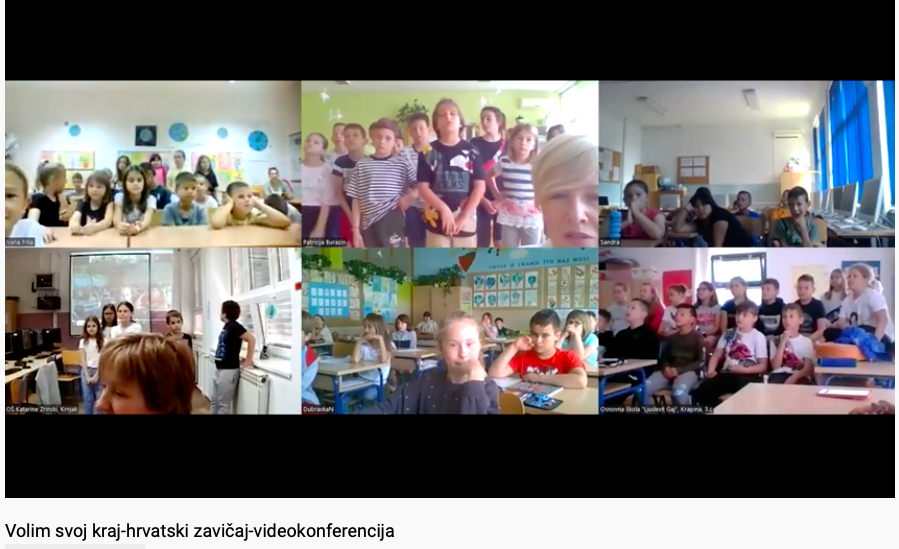 Ivana Frka
Patricija Burazin
Sandra
OŠ Katarine Zrinski, Krnjak
DubravkaN
Osnovna škola "Ljudevit Gaj", Krapina, 3.c
Volim svoj kraj-hrvatski zavičaj-videokonferencija